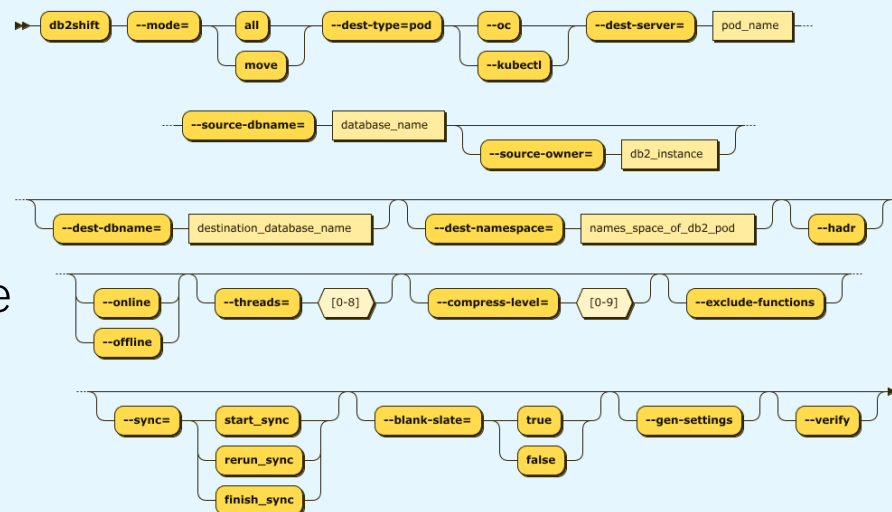 db2shift --mode= all --dest-type=pod --oc --dest-server= pod_name
move --kubectl
--source-dbname= database_name
--source-owner= db2_instance
--dest-dbname= destination_database_name --dest-namespace= names_space_of_db2_pod --hadr
e
--online --threads= [0-8] --compress-level= [0-9] --exclude-functions
--offline
--sync= start_sync --blank-slate= true --gen-settings --verify
rerun_sync false
finish_sync